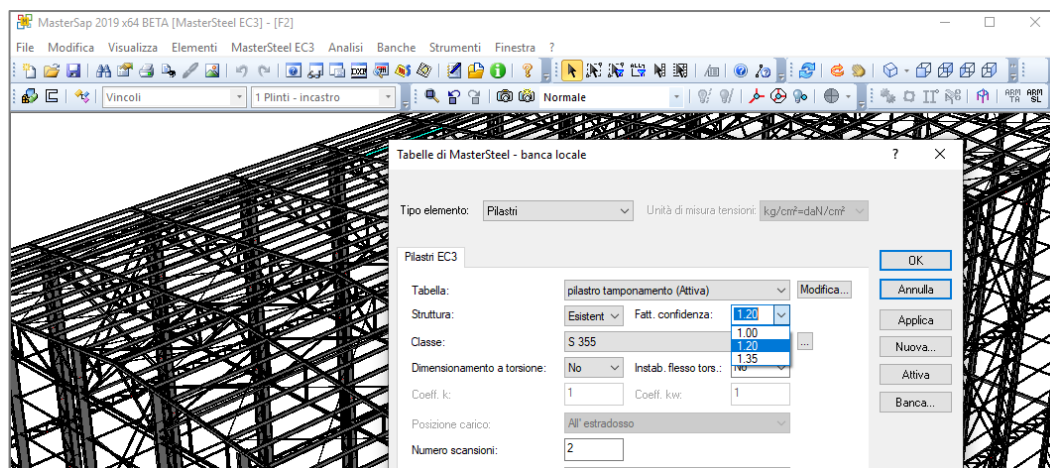 MasterSap 2019 x64 BETA [MasterSteel EC3] - [F2]
File Modifica Visualizza Elementi MasterSteel EC3 Analisi Banche Strumenti Finestra ?
Vincoli 1 Plinti - incastro Normale
Tabelle di MasterSteel - banca locale ?
Tipo elemento: Pilastri Unità di misura tensioni: kg/cm²=daN/cm²
Pilastri EC3
OK
Tabella: pilastro tamponamento (Attiva) Modifica... Annulla
Struttura: Esistent Fatt. confidenza: 1.20 Applica
1.00
Classe: S 355 1.20 ... Nuova...
1.35
Dimensionamento a torsione: No Instab. flesso tors.: No Attiva
Coeff. k: 1 Coeff. kw: 1 Banca...
Posizione carico: All' estradosso
Numero scansioni: 2